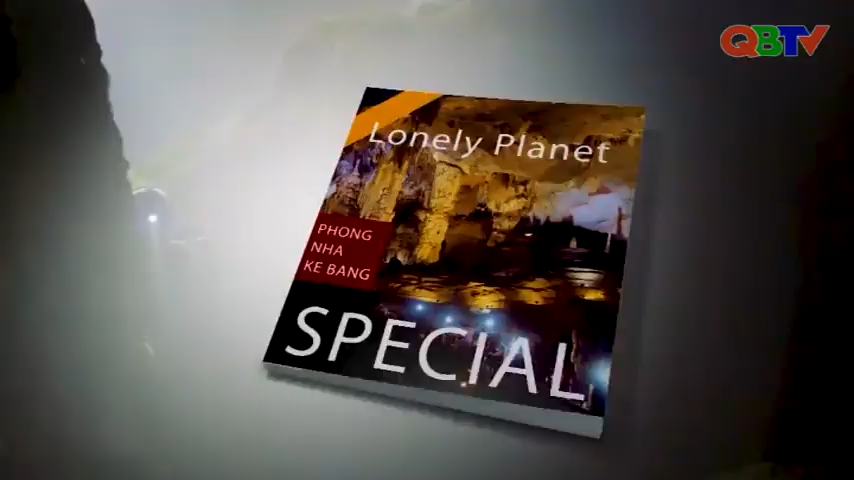 QBTV
Lonely Planet
PHONG
NHA
KE BANG
SPECIAL